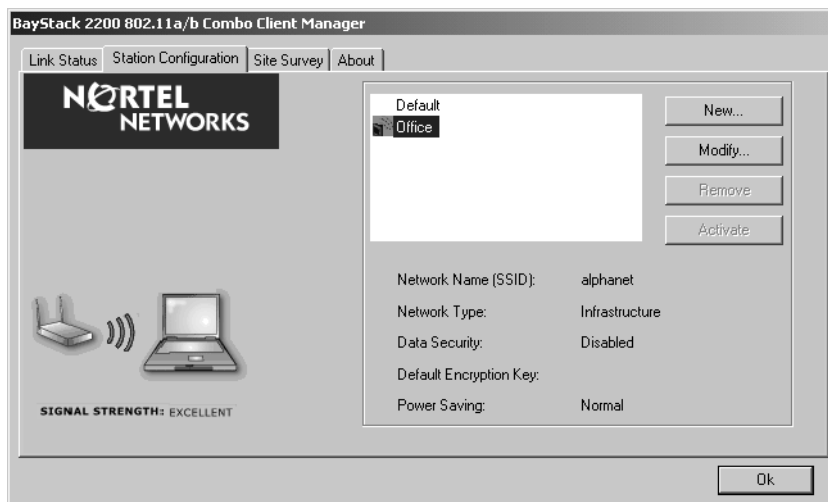 BayStack 2200 802.11a/b Combo Client Manager
Link Status Station Configuration Site Survey About
NORTEL
NETWORKS
Default
Office
New...
Modify...
Remove
Activate
Network Name (SSID): alphanet
Network Type: Infrastructure
Data Security: Disabled
Default Encryption Key:
Power Saving: Normal
SIGNAL STRENGTH: EXCELLENT
Ok